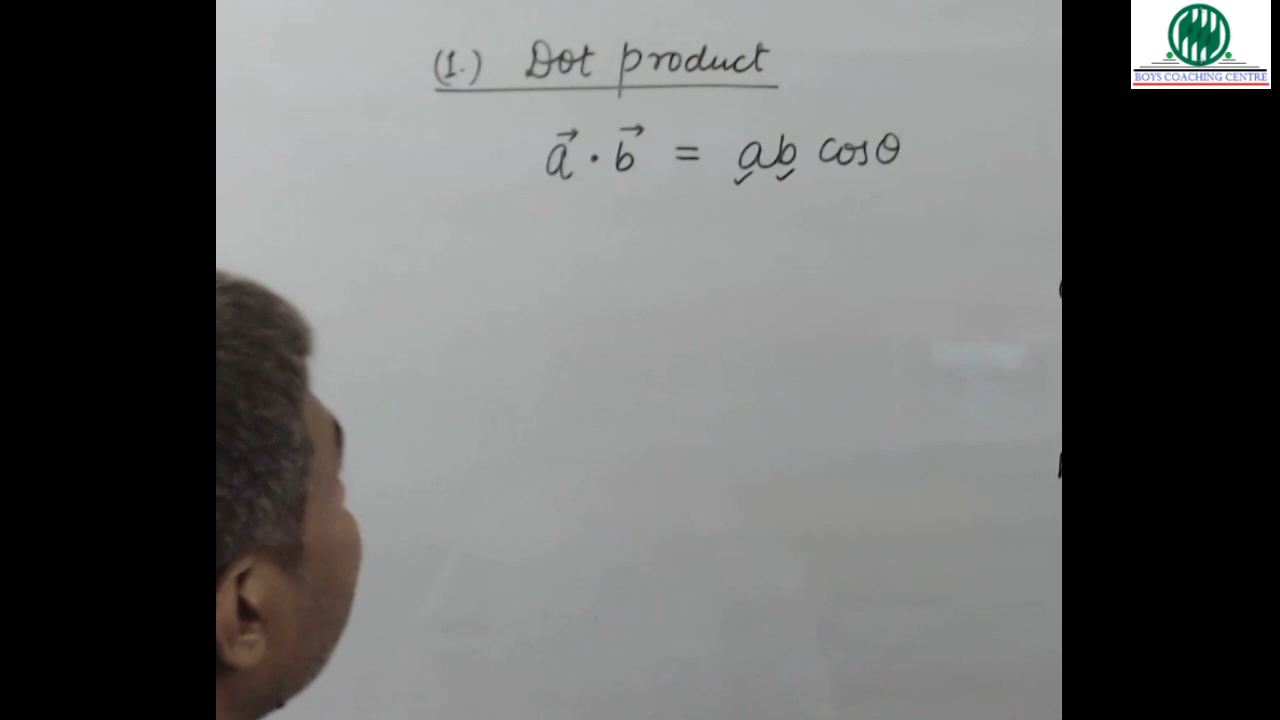 BOYS COACHING CENTRE
(1.) Dot product
a⃗ · b⃗ = ab cosθ